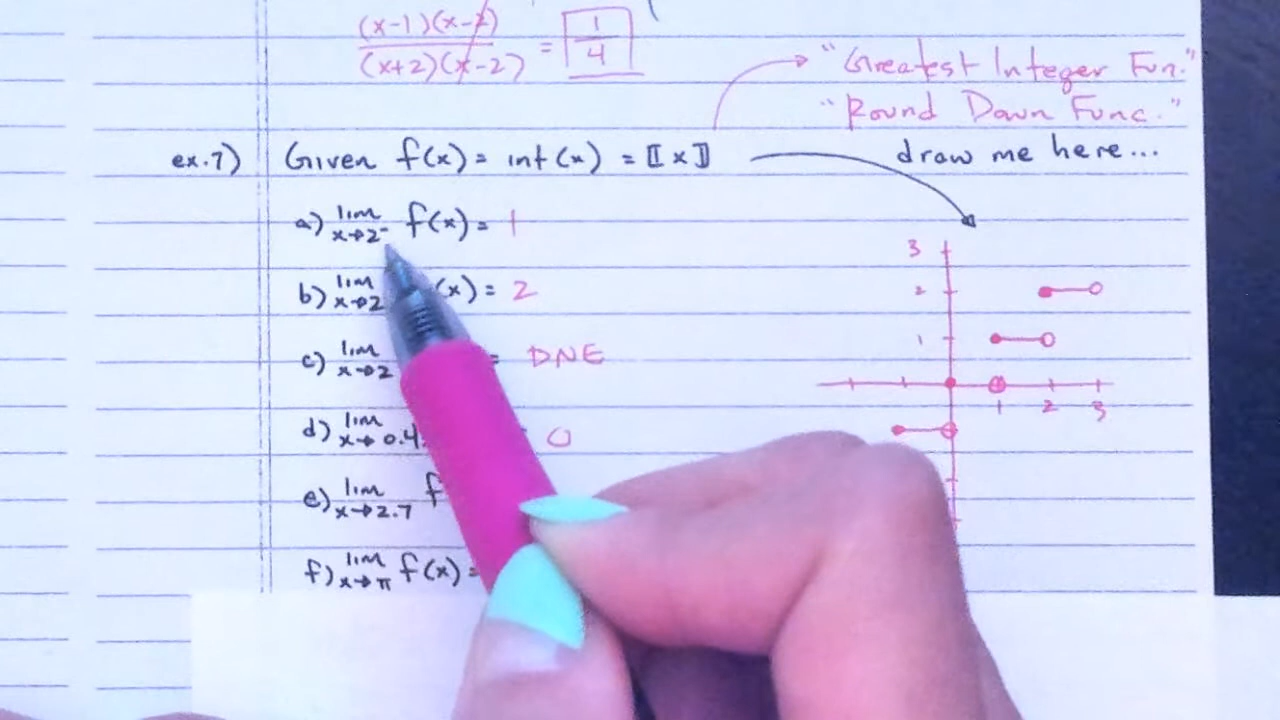 (x-1)(x-2)
(x+2)(x-2) = 1/4
"Greatest Integer Fun."
"Round Down Func."
ex.7) Given f(x) = int(x) = ⟦x⟧ draw me here...
a) lim x→2⁻ f(x) = 1
b) lim x→2 (x) = 2
c) lim x→2 = DNE
d) lim x→0.4 0
e) lim x→2.7 f
f) lim x→π f(x) =
3
2
1
1 2 3